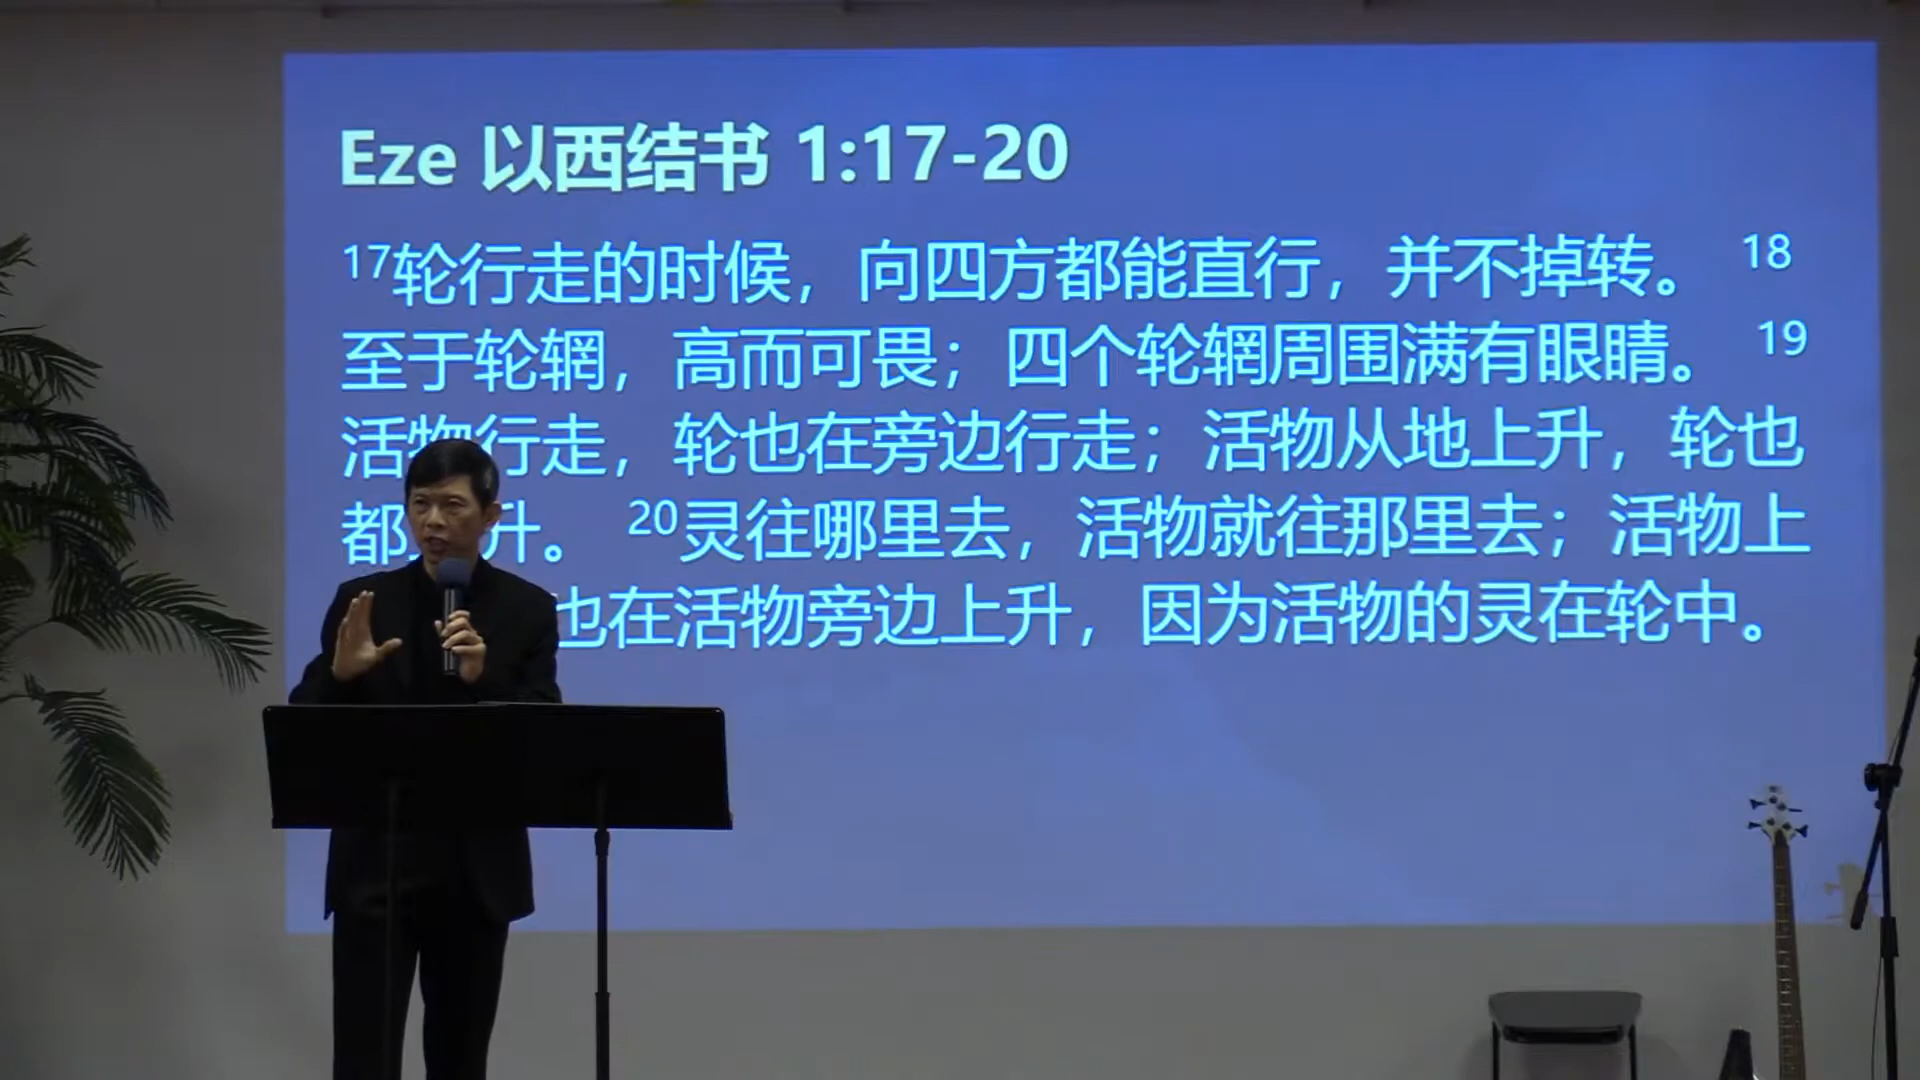 Eze 以西结书 1:17-20
17轮行走的时候，向四方都能直行，并不掉转。 18
至于轮辋，高而可畏；四个轮辋周围满有眼睛。 19
活物行走，轮也在旁边行走；活物从地上升，轮也
都 升。 20灵往哪里去，活物就往那里去；活物上
也在活物旁边上升，因为活物的灵在轮中。